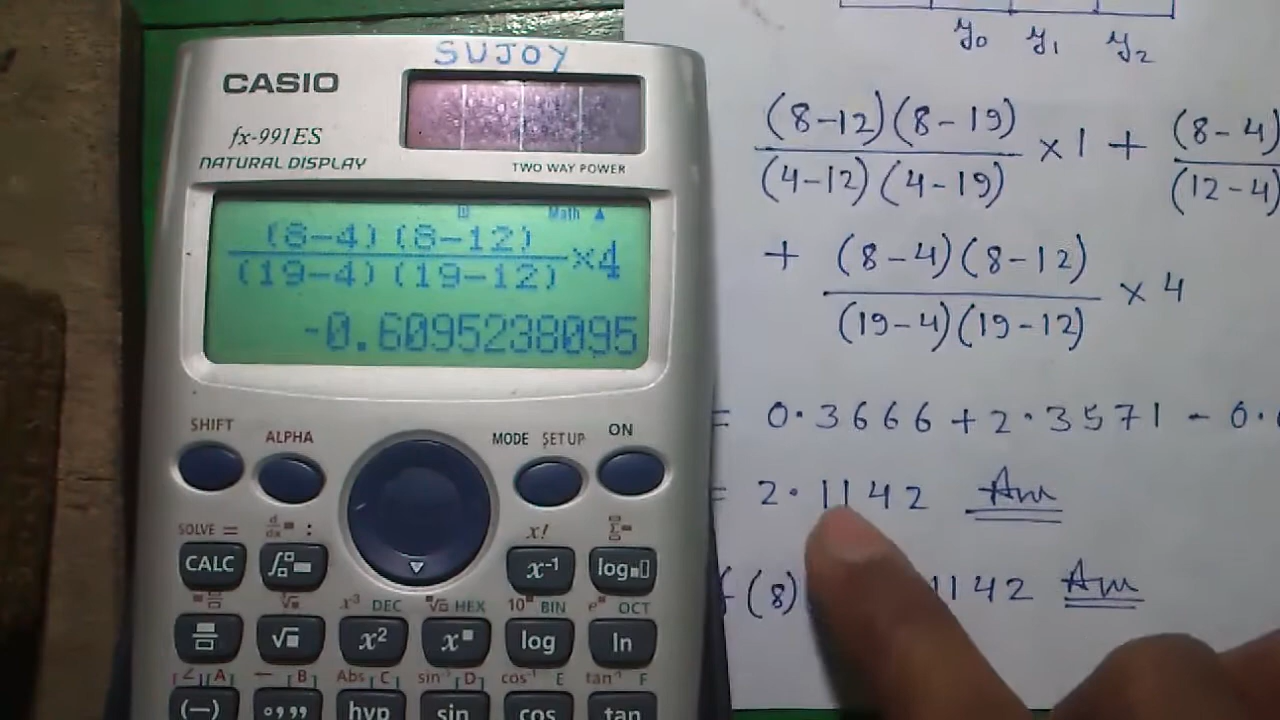 SUJOY
CASIO
fx-991ES
NATURAL DISPLAY
TWO WAY POWER
Math ▲
(8-4)(8-12)
(19-4)(19-12) ×4
-0.6095238095
SHIFT ALPHA MODE SETUP ON
SOLVE = d/dx :  x! Σ
CALC ∫ x⁻¹ log
x³ DEC √ HEX 10 BIN e OCT
√ x² x log ln
∠ [A] ← [B] Abs [C] sin⁻¹ [D] cos⁻¹ E tan⁻¹ F
(−) °,,, hyp sin cos tan
y₀ y₁ y₂
(8-12)(8-19) (8-4)
(4-12)(4-19) ×1 + (12-4)
+ (8-4)(8-12)
(19-4)(19-12) × 4
= 0.3666 + 2.3571 - 0.
= 2.1142 Ans
(8) 1142 Ans